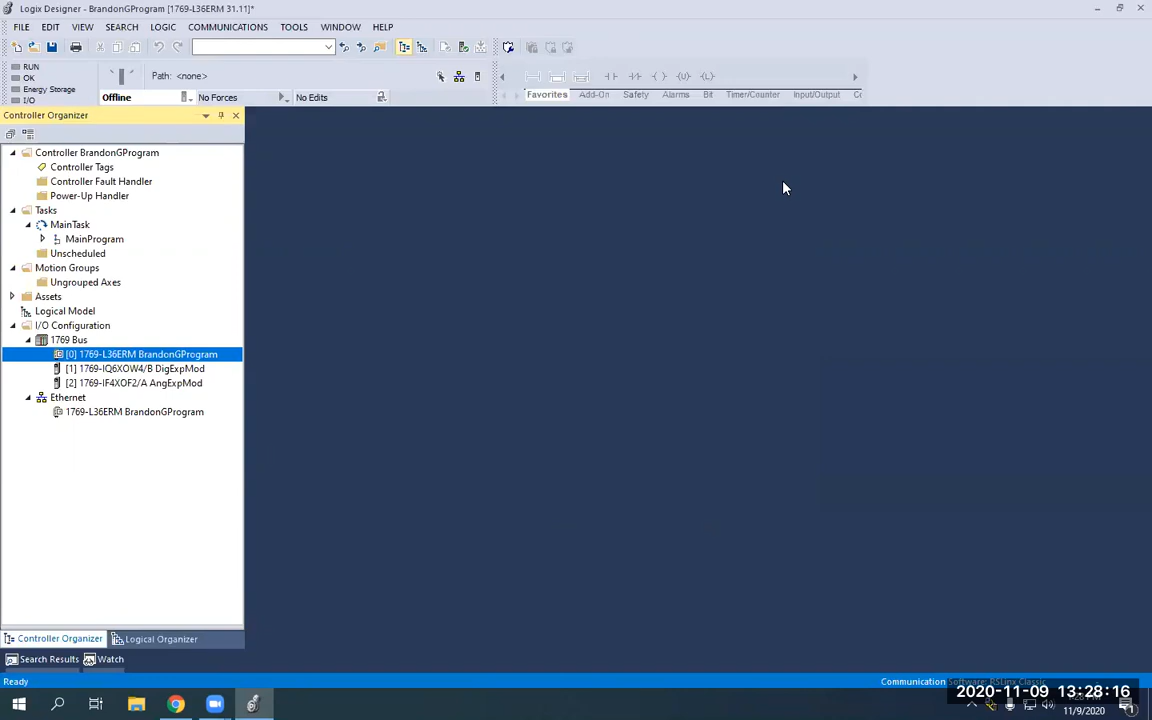 Logix Designer - BrandonGProgram [1769-L36ERM 31.11]*
FILE EDIT VIEW SEARCH LOGIC COMMUNICATIONS TOOLS WINDOW HELP
RUN
OK
Energy Storage
I/O
Path: <none>
Offline No Forces No Edits
Favorites Add-On Safety Alarms Bit Timer/Counter Input/Output
Controller Organizer
Controller BrandonGProgram
Controller Tags
Controller Fault Handler
Power-Up Handler
Tasks
MainTask
MainProgram
Unscheduled
Motion Groups
Ungrouped Axes
Assets
Logical Model
I/O Configuration
1769 Bus
[0] 1769-L36ERM BrandonGProgram
[1] 1769-IQ6XOW4/B DigExpMod
[2] 1769-IF4XOF2/A AngExpMod
Ethernet
1769-L36ERM BrandonGProgram
Controller Organizer Logical Organizer
Search Results Watch
Ready
Communication Software: RSLinx Classic
2020-11-09 13:28:16
11/9/2020